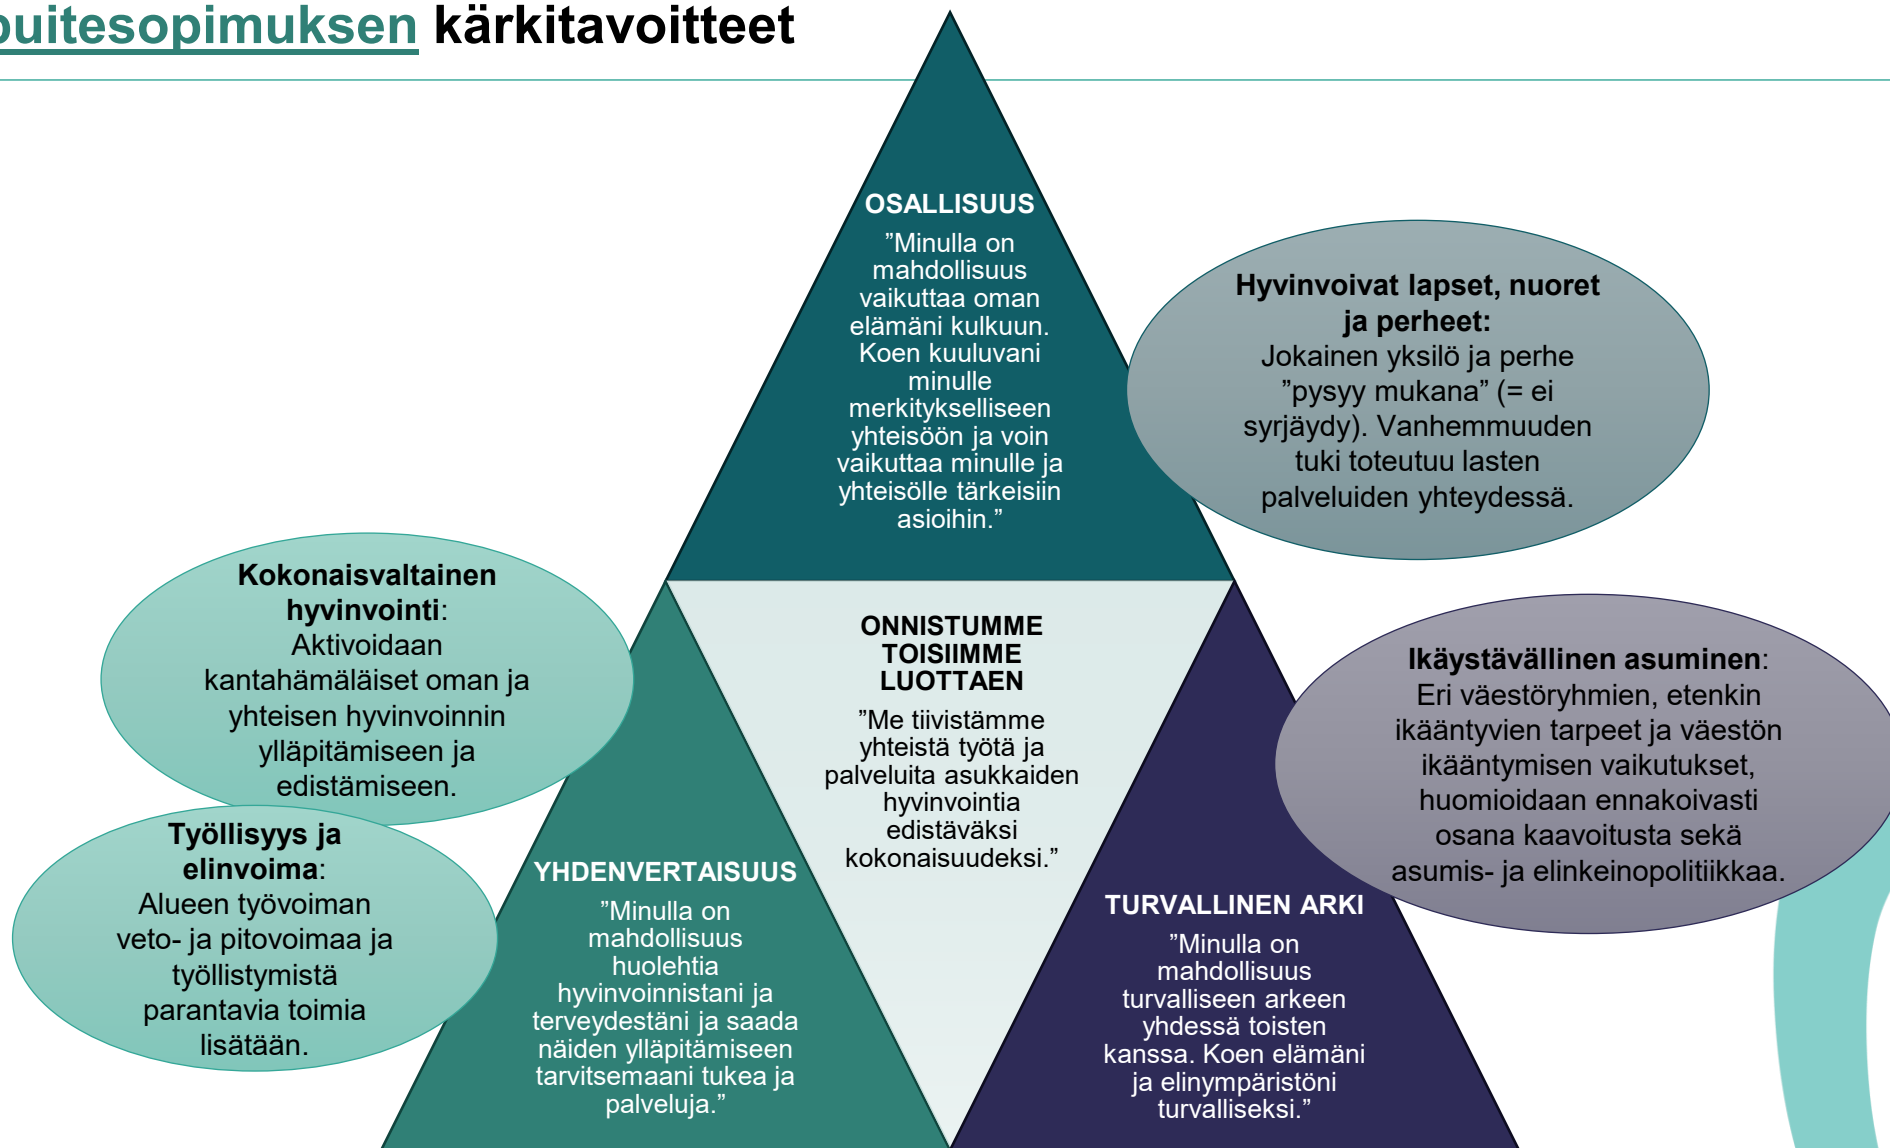 puitesopimuksen kärkitavoitteet
OSALLISUUS
”Minulla on
mahdollisuus
vaikuttaa oman
elämäni kulkuun.
Koen kuuluvani
minulle
merkitykselliseen
yhteisöön ja voin
vaikuttaa minulle ja
yhteisölle tärkeisiin
asioihin.”
Hyvinvoivat lapset, nuoret
ja perheet:
Jokainen yksilö ja perhe
”pysyy mukana” (= ei
syrjäydy). Vanhemmuuden
tuki toteutuu lasten
palveluiden yhteydessä.
Kokonaisvaltainen
hyvinvointi:
Aktivoidaan
kantahämäläiset oman ja
yhteisen hyvinvoinnin
ylläpitämiseen ja
edistämiseen.
Työllisyys ja
elinvoima:
Alueen työvoiman
veto- ja pitovoimaa ja
työllistymistä
parantavia toimia
lisätään.
ONNISTUMME
TOISIIMME
LUOTTAEN
”Me tiivistämme
yhteistä työtä ja
palveluita asukkaiden
hyvinvointia
edistäväksi
kokonaisuudeksi.”
Ikäystävällinen asuminen:
Eri väestöryhmien, etenkin
ikääntyvien tarpeet ja väestön
ikääntymisen vaikutukset,
huomioidaan ennakoivasti
osana kaavoitusta sekä
asumis- ja elinkeinopolitiikkaa.
YHDENVERTAISUUS
”Minulla on
mahdollisuus
huolehtia
hyvinvoinnistani ja
terveydestäni ja saada
näiden ylläpitämiseen
tarvitsemaani tukea ja
palveluja.”
TURVALLINEN ARKI
”Minulla on
mahdollisuus
turvalliseen arkeen
yhdessä toisten
kanssa. Koen elämäni
ja elinympäristöni
turvalliseksi.”